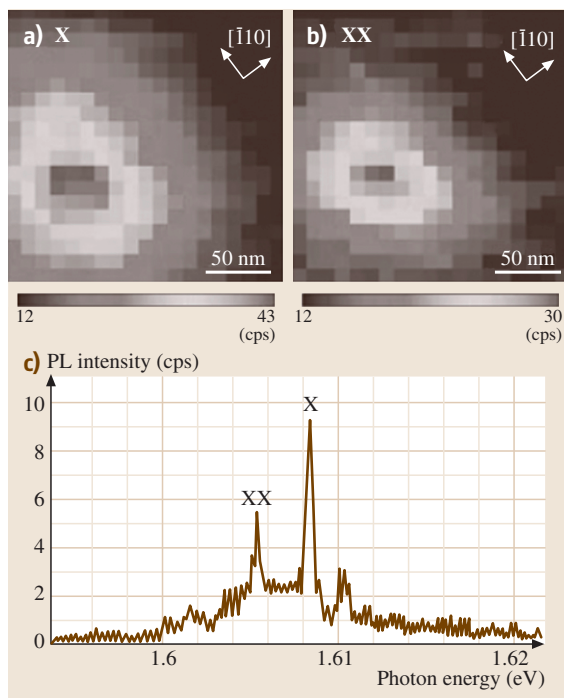 a) X
[1̄10]
50 nm
12 43
(cps)
b) XX
[1̄10]
50 nm
12 30
(cps)
c) PL intensity (cps)
10
8
6
4
2
0
XX
X
1.6 1.61 1.62
Photon energy (eV)